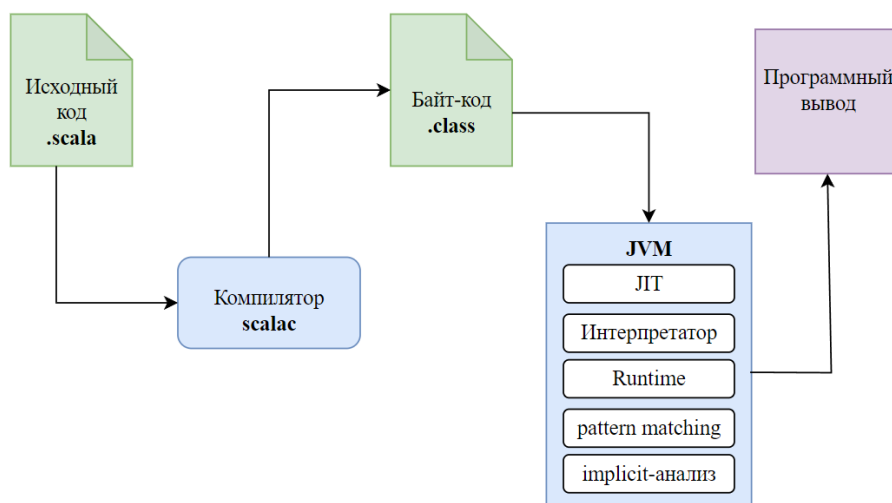 Исходный
код
.scala
Компилятор
scalac
Байт-код
.class
JVM
JIT
Интерпретатор
Runtime
pattern matching
implicit-анализ
Программный
вывод